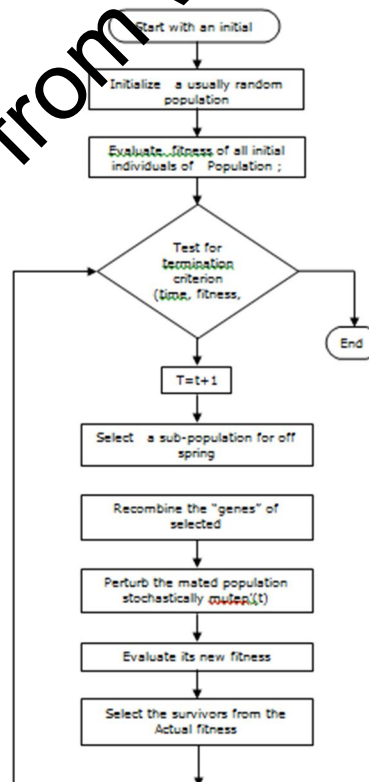 from
Start with an initial
Initialize a usually random
population
Evaluate fitness of all initial
individuals of Population ;
Test for
termination
criterion
(time, fitness,
End
T=t+1
Select a sub-population for off
spring
Recombine the "genes" of
selected
Perturb the mated population
stochastically
Evaluate its new fitness
Select the survivors from the
Actual fitness